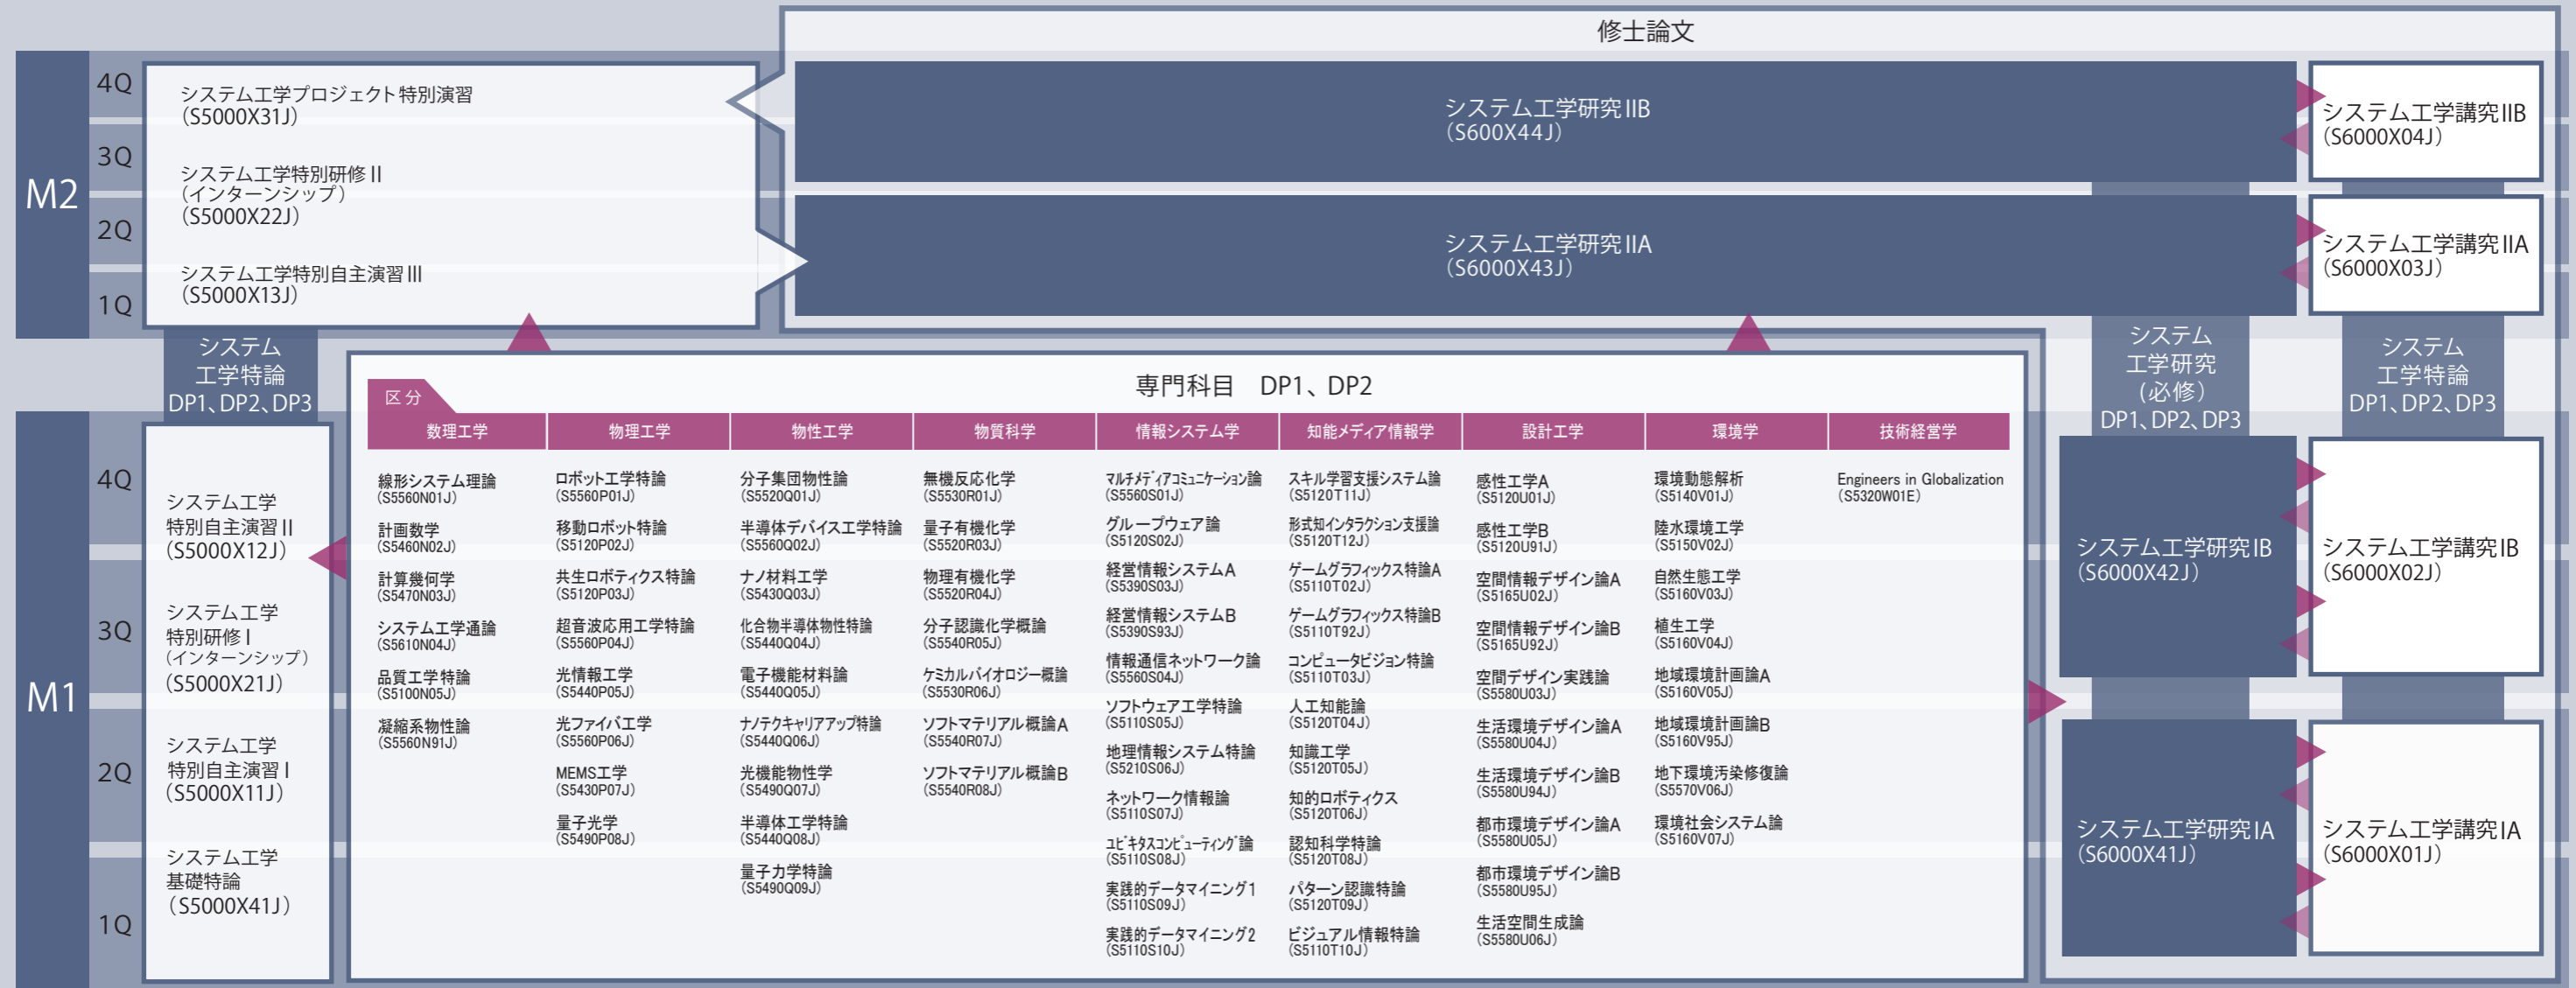 修士論文
M2
4Q
3Q
2Q
1Q
システム工学プロジェクト特別演習
(S5000X31J)
システム工学特別研修Ⅱ
(インターンシップ)
(S5000X22J)
システム工学特別自主演習Ⅲ
(S5000X13J)
システム工学研究ⅡB
(S600X44J)
システム工学研究ⅡA
(S6000X43J)
システム工学講究ⅡB
(S6000X04J)
システム工学講究ⅡA
(S6000X03J)
システム
工学特論
DP1、DP2、DP3
システム
工学研究
(必修)
DP1、DP2、DP3
システム
工学特論
DP1、DP2、DP3
M1
4Q
3Q
2Q
1Q
システム工学
特別自主演習Ⅱ
(S5000X12J)
システム工学
特別研修Ⅰ
(インターンシップ)
(S5000X21J)
システム工学
特別自主演習Ⅰ
(S5000X11J)
システム工学
基礎特論
(S5000X41J)
専門科目 DP1、DP2
区分
数理工学
線形システム理論
(S5560N01J)
計画数学
(S5460N02J)
計算幾何学
(S5470N03J)
システム工学通論
(S5610N04J)
品質工学特論
(S5100N05J)
凝縮系物性論
(S5560N91J)
物理工学
ロボット工学特論
(S5560P01J)
移動ロボット特論
(S5120P02J)
共生ロボティクス特論
(S5120P03J)
超音波応用工学特論
(S5560P04J)
光情報工学
(S5440P05J)
光ファイバ工学
(S5560P06J)
MEMS工学
(S5430P07J)
量子光学
(S5490P08J)
物性工学
分子集団物性論
(S5520Q01J)
半導体デバイス工学特論
(S5560Q02J)
ナノ材料工学
(S5430Q03J)
化合物半導体物性特論
(S5440Q04J)
電子機能材料論
(S5440Q05J)
ナノテクキャリアアップ特論
(S5440Q06J)
光機能物性学
(S5490Q07J)
半導体工学特論
(S5440Q08J)
量子力学特論
(S5490Q09J)
物質科学
無機反応化学
(S5530R01J)
量子有機化学
(S5520R03J)
物理有機化学
(S5520R04J)
分子認識化学概論
(S5540R05J)
ケミカルバイオロジー概論
(S5530R06J)
ソフトマテリアル概論A
(S5540R07J)
ソフトマテリアル概論B
(S5540R08J)
情報システム学
マルチメディアコミュニケーション論
(S5560S01J)
グループウェア論
(S5120S02J)
経営情報システムA
(S5390S03J)
経営情報システムB
(S5390S93J)
情報通信ネットワーク論
(S5560S04J)
ソフトウェア工学特論
(S5110S05J)
地理情報システム特論
(S5210S06J)
ネットワーク情報論
(S5110S07J)
ユビキタスコンピューティング論
(S5110S08J)
実践的データマイニング1
(S5110S09J)
実践的データマイニング2
(S5110S10J)
知能メディア情報学
スキル学習支援システム論
(S5120T11J)
形式知インタラクション支援論
(S5120T12J)
ゲームグラフィックス特論A
(S5110T02J)
ゲームグラフィックス特論B
(S5110T92J)
コンピュータビジョン特論
(S5110T03J)
人工知能論
(S5120T04J)
知識工学
(S5120T05J)
知的ロボティクス
(S5120T06J)
認知科学特論
(S5120T08J)
パターン認識特論
(S5120T09J)
ビジュアル情報特論
(S5110T10J)
設計工学
感性工学A
(S5120U01J)
感性工学B
(S5120U91J)
空間情報デザイン論A
(S5165U02J)
空間情報デザイン論B
(S5165U92J)
空間デザイン実践論
(S5580U03J)
生活環境デザイン論A
(S5580U04J)
生活環境デザイン論B
(S5580U94J)
都市環境デザイン論A
(S5580U05J)
都市環境デザイン論B
(S5580U95J)
生活空間生成論
(S5580U06J)
環境学
環境動態解析
(S5140V01J)
陸水環境工学
(S5150V02J)
自然生態工学
(S5160V03J)
植生工学
(S5160V04J)
地域環境計画論A
(S5160V05J)
地域環境計画論B
(S5160V95J)
地下環境汚染修復論
(S5570V06J)
環境社会システム論
(S5160V07J)
技術経営学
Engineers in Globalization
(S5320W01E)
システム工学研究ⅠB
(S6000X42J)
システム工学研究ⅠA
(S6000X41J)
システム工学講究ⅠB
(S6000X02J)
システム工学講究ⅠA
(S6000X01J)